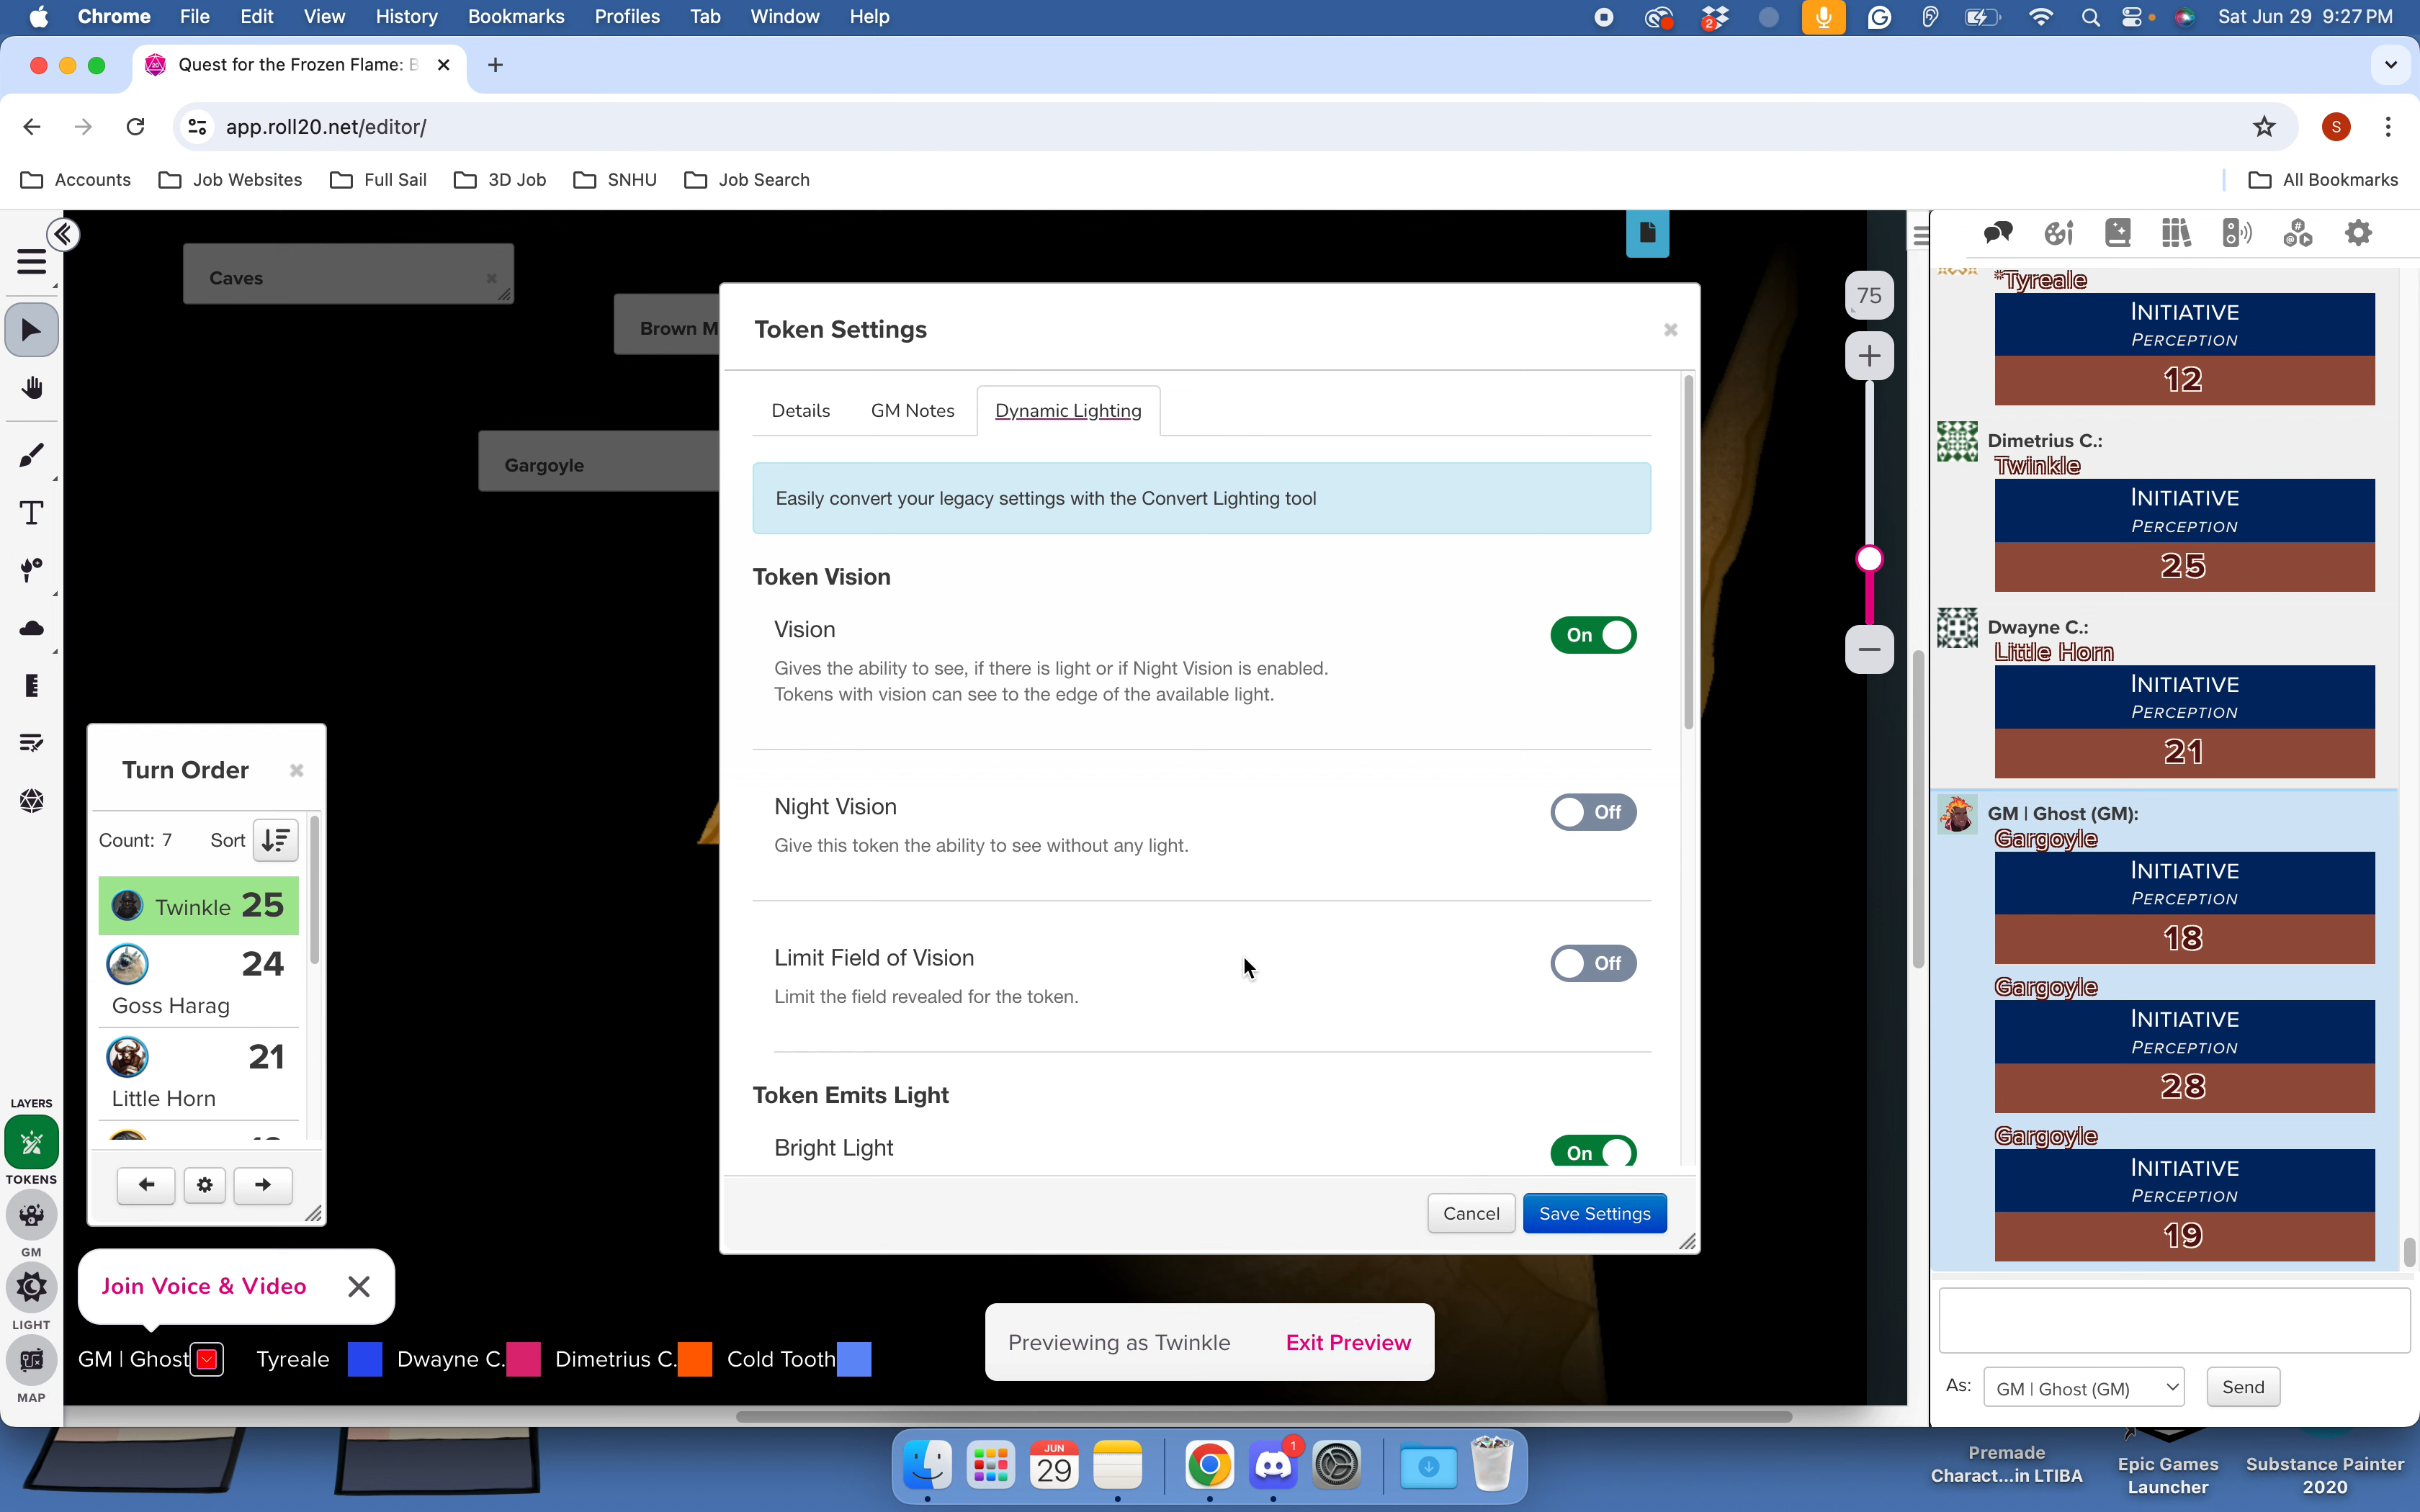 Chrome File Edit View History Bookmarks Profiles Tab Window Help
2
Sat Jun 29 9:27 PM
Quest for the Frozen Flame: B
app.roll20.net/editor/
S
Accounts Job Websites Full Sail 3D Job SNHU Job Search
All Bookmarks
Caves
Brown M
Gargoyle
75
Token Settings
Details GM Notes Dynamic Lighting
Easily convert your legacy settings with the Convert Lighting tool
Token Vision
Vision
On
Gives the ability to see, if there is light or if Night Vision is enabled.
Tokens with vision can see to the edge of the available light.
Night Vision
Off
Give this token the ability to see without any light.
Limit Field of Vision
Off
Limit the field revealed for the token.
Token Emits Light
Bright Light
On
Cancel Save Settings
Turn Order
Count: 7 Sort
Twinkle 25
24
Goss Harag
21
Little Horn
LAYERS
TOKENS
GM
LIGHT
MAP
Join Voice & Video
GM | Ghost Tyreale Dwayne C. Dimetrius C. Cold Tooth
Previewing as Twinkle Exit Preview
*Tyreale
INITIATIVE
PERCEPTION
12
Dimetrius C.:
Twinkle
INITIATIVE
PERCEPTION
25
Dwayne C.:
Little Horn
INITIATIVE
PERCEPTION
21
GM | Ghost (GM):
Gargoyle
INITIATIVE
PERCEPTION
18
Gargoyle
INITIATIVE
PERCEPTION
28
Gargoyle
INITIATIVE
PERCEPTION
19
As: GM | Ghost (GM) Send
JUN
29
1
Premade
Charact...in LTIBA
Epic Games
Launcher
Substance Painter
2020